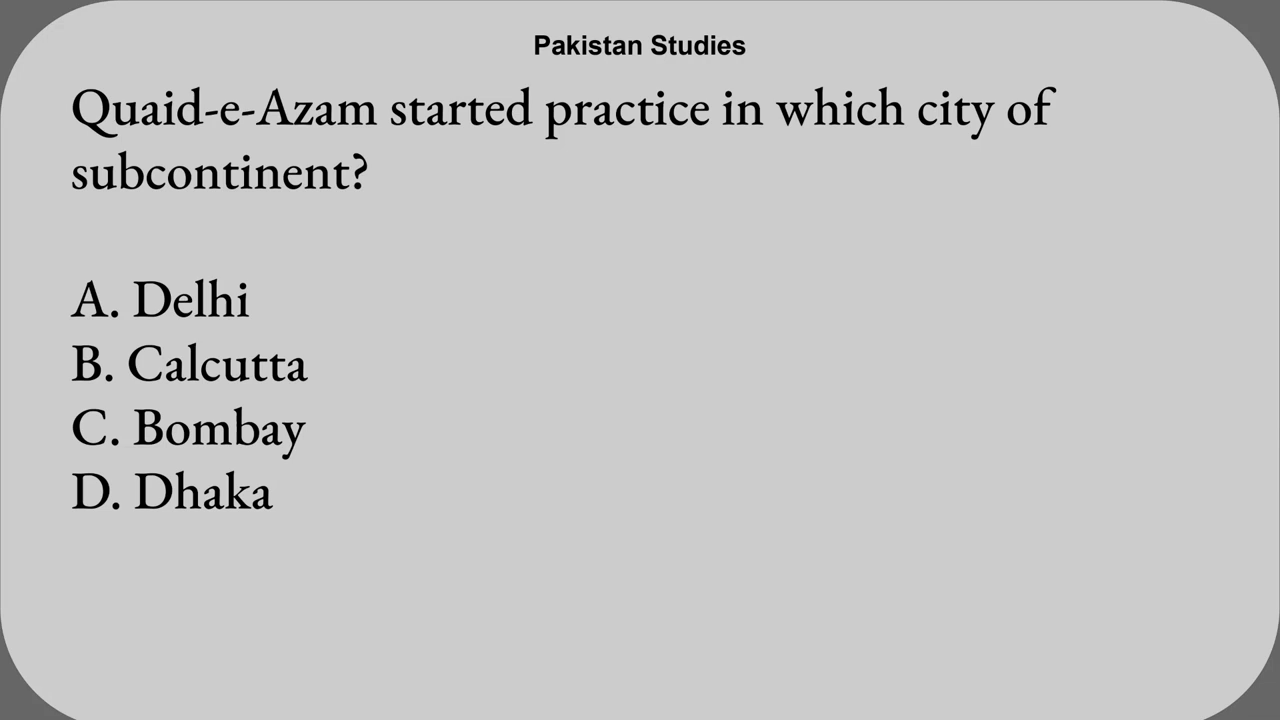 Pakistan Studies
Quaid-e-Azam started practice in which city of
subcontinent?
A. Delhi
B. Calcutta
C. Bombay
D. Dhaka